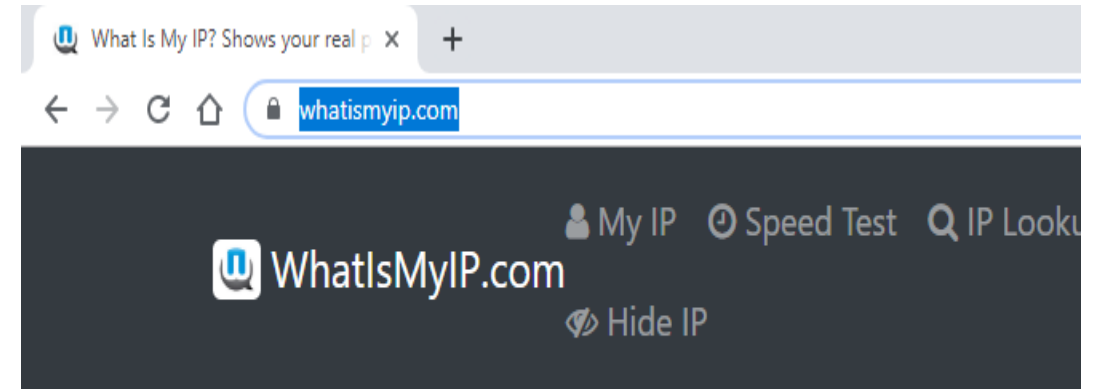 What Is My IP? Shows your real p
whatismyip.com
My IP Speed Test IP Looku
WhatIsMyIP.com
Hide IP